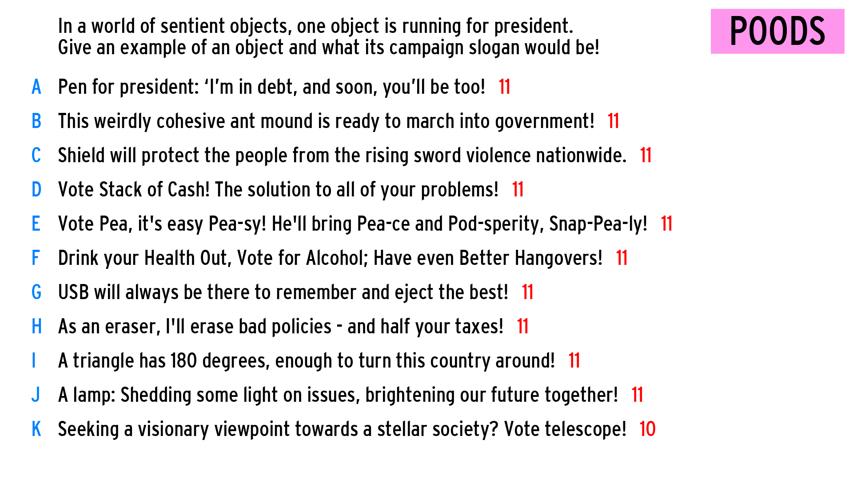 In a world of sentient objects, one object is running for president.
Give an example of an object and what its campaign slogan would be!
POODS
A Pen for president: ‘I’m in debt, and soon, you’ll be too! 11
B This weirdly cohesive ant mound is ready to march into government! 11
C Shield will protect the people from the rising sword violence nationwide. 11
D Vote Stack of Cash! The solution to all of your problems! 11
E Vote Pea, it's easy Pea-sy! He'll bring Pea-ce and Pod-sperity, Snap-Pea-ly! 11
F Drink your Health Out, Vote for Alcohol; Have even Better Hangovers! 11
G USB will always be there to remember and eject the best! 11
H As an eraser, I'll erase bad policies - and half your taxes! 11
I A triangle has 180 degrees, enough to turn this country around! 11
J A lamp: Shedding some light on issues, brightening our future together! 11
K Seeking a visionary viewpoint towards a stellar society? Vote telescope! 10